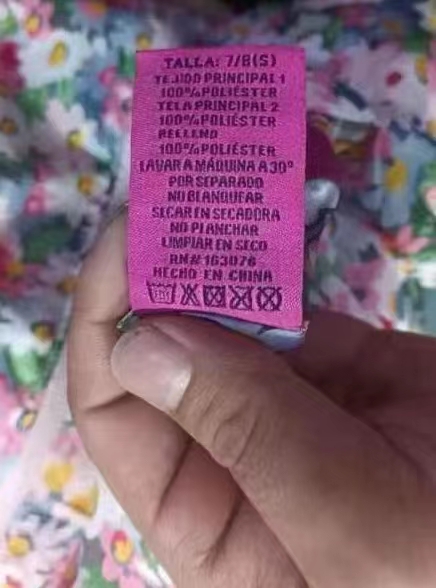 TALLA: 7/8(S)
TEJIDO PRINCIPAL 1
100%POLIÉSTER
TELA PRINCIPAL 2
100%POLIÉSTER
RELLENO
100%POLIÉSTER
LAVAR A MÁQUINA A 30°
POR SEPARADO
NO BLANQUEAR
SECAR EN SECADORA
NO PLANCHAR
LIMPIAR EN SECO
RN# 163076
HECHO EN CHINA